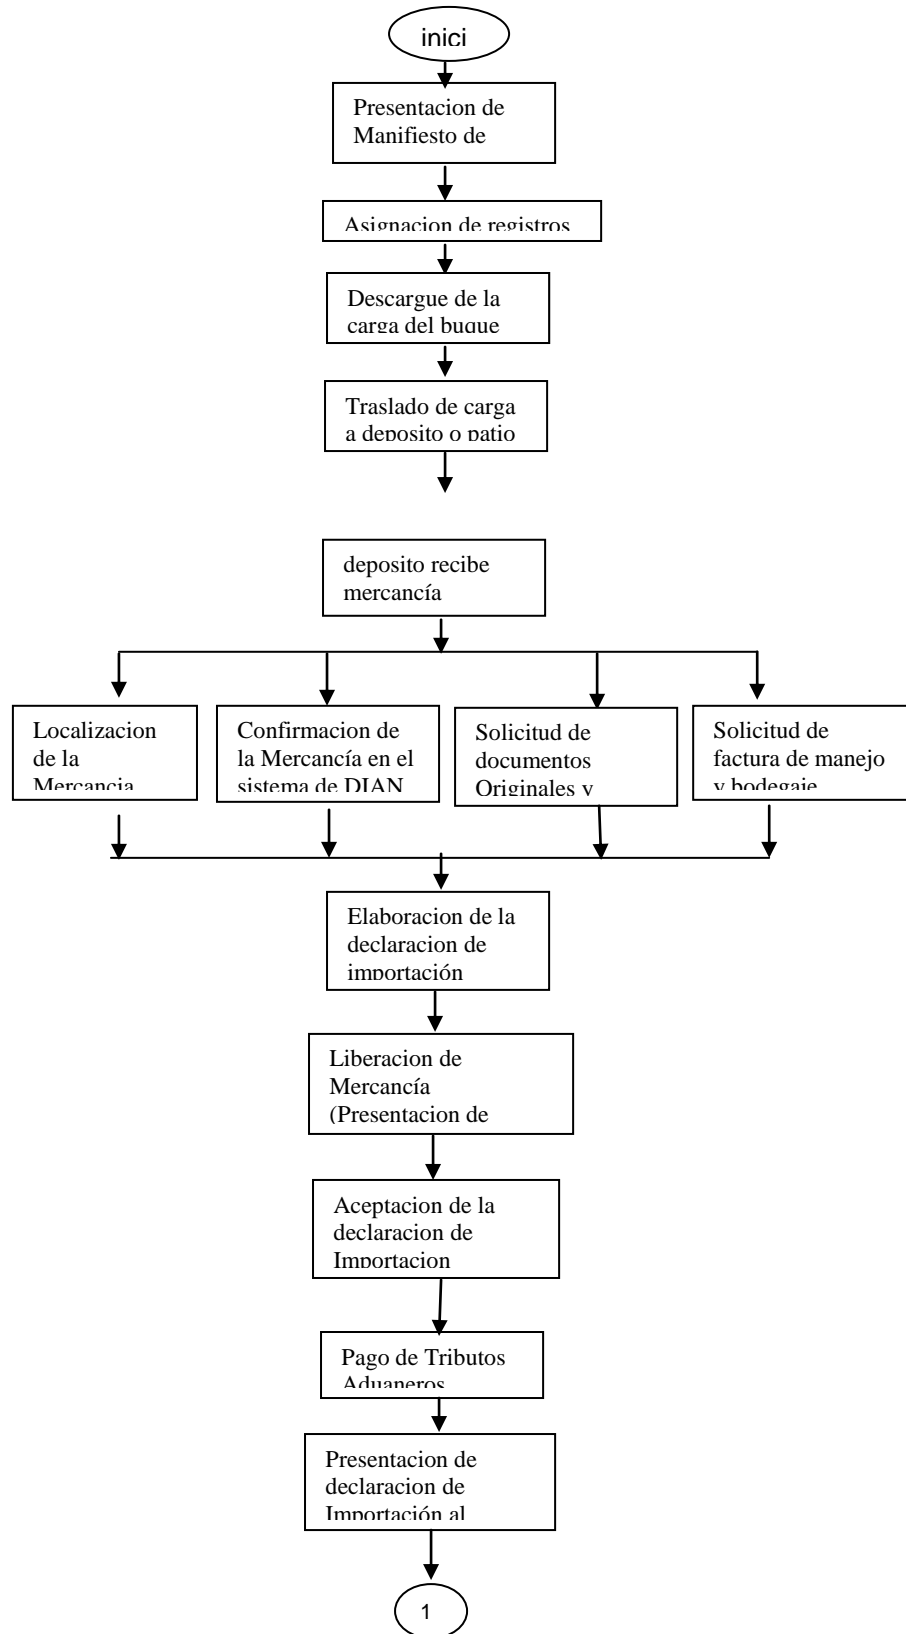 inici
Presentacion de
Manifiesto de
Asignacion de registros
Descargue de la
carga del buque
Traslado de carga
a deposito o patio
deposito recibe
mercancía
Localizacion
de la
Mercancia
Confirmacion de
la Mercancía en el
sistema de DIAN
Solicitud de
documentos
Originales y
Solicitud de
factura de manejo
y bodegaje
Elaboracion de la
declaracion de
importación
Liberacion de
Mercancía
(Presentacion de
Aceptacion de la
declaracion de
Importacion
Pago de Tributos
Aduaneros
Presentacion de
declaracion de
Importación al
1